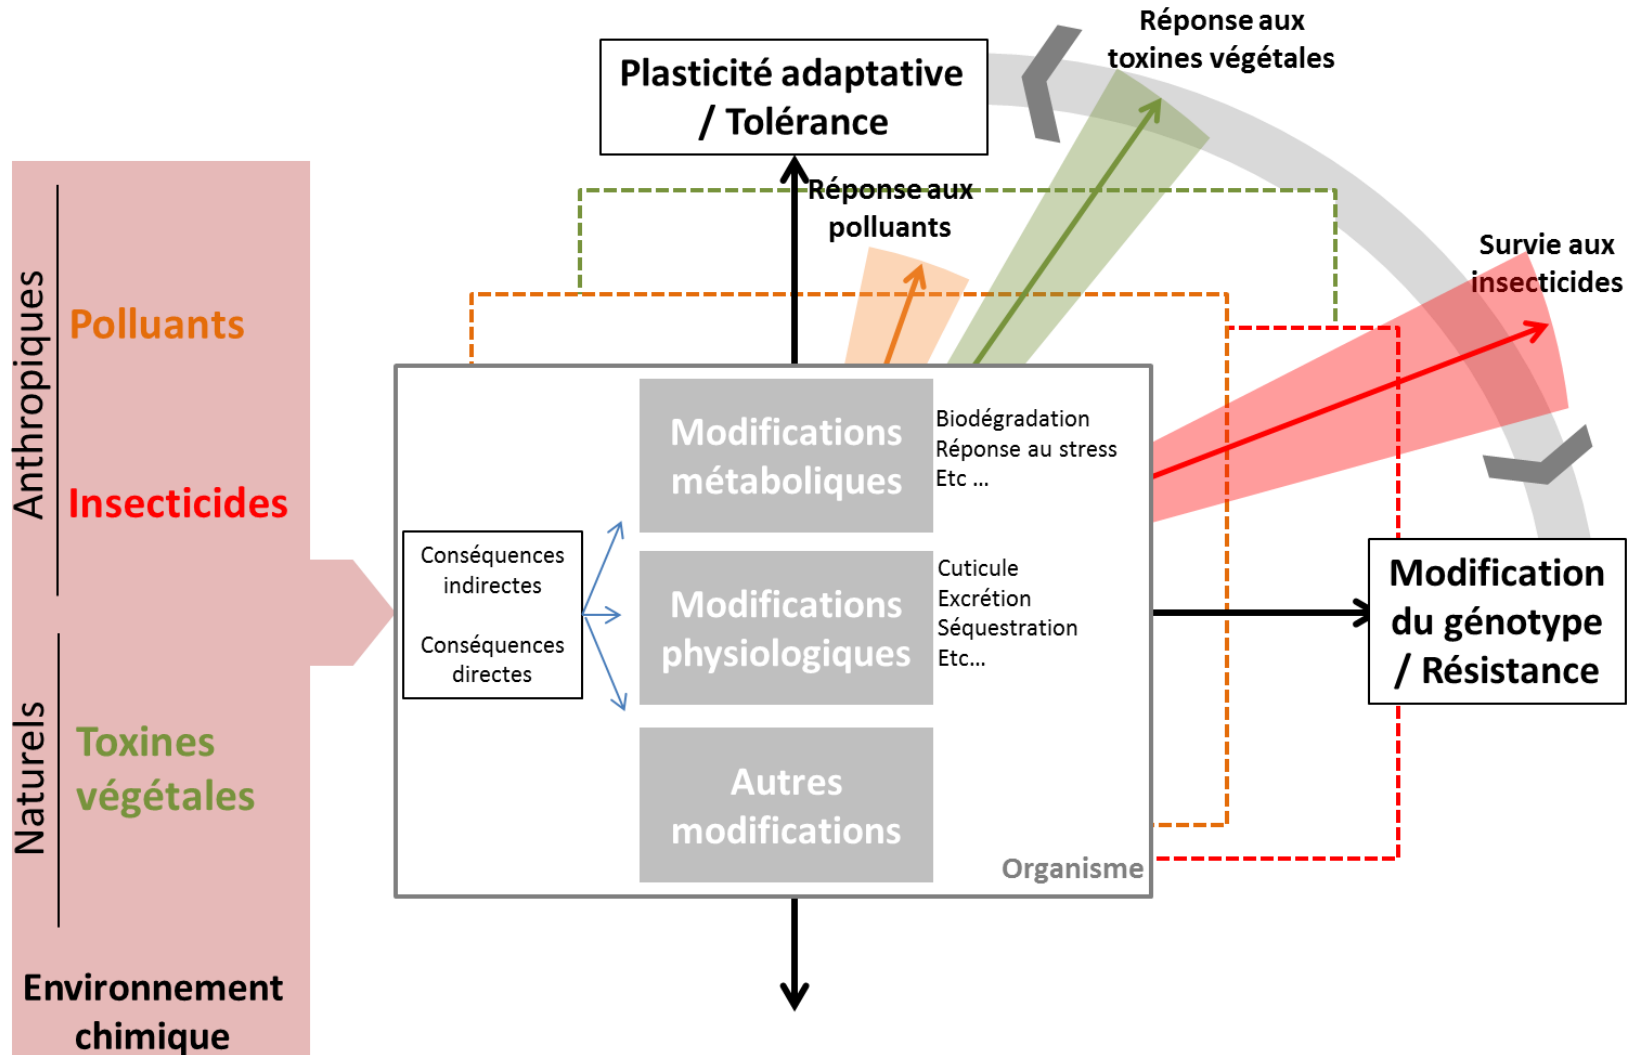 Réponse aux
toxines végétales
Plasticité adaptative
/ Tolérance
Réponse aux
polluants
Survie aux
insecticides
Anthropiques
Polluants
Insecticides
Naturels
Toxines
végétales
Environnement
chimique
Conséquences
indirectes
Conséquences
directes
Modifications
métaboliques
Biodégradation
Réponse au stress
Etc ...
Modifications
physiologiques
Cuticule
Excrétion
Séquestration
Etc...
Autres
modifications
Organisme
Modification
du génotype
/ Résistance